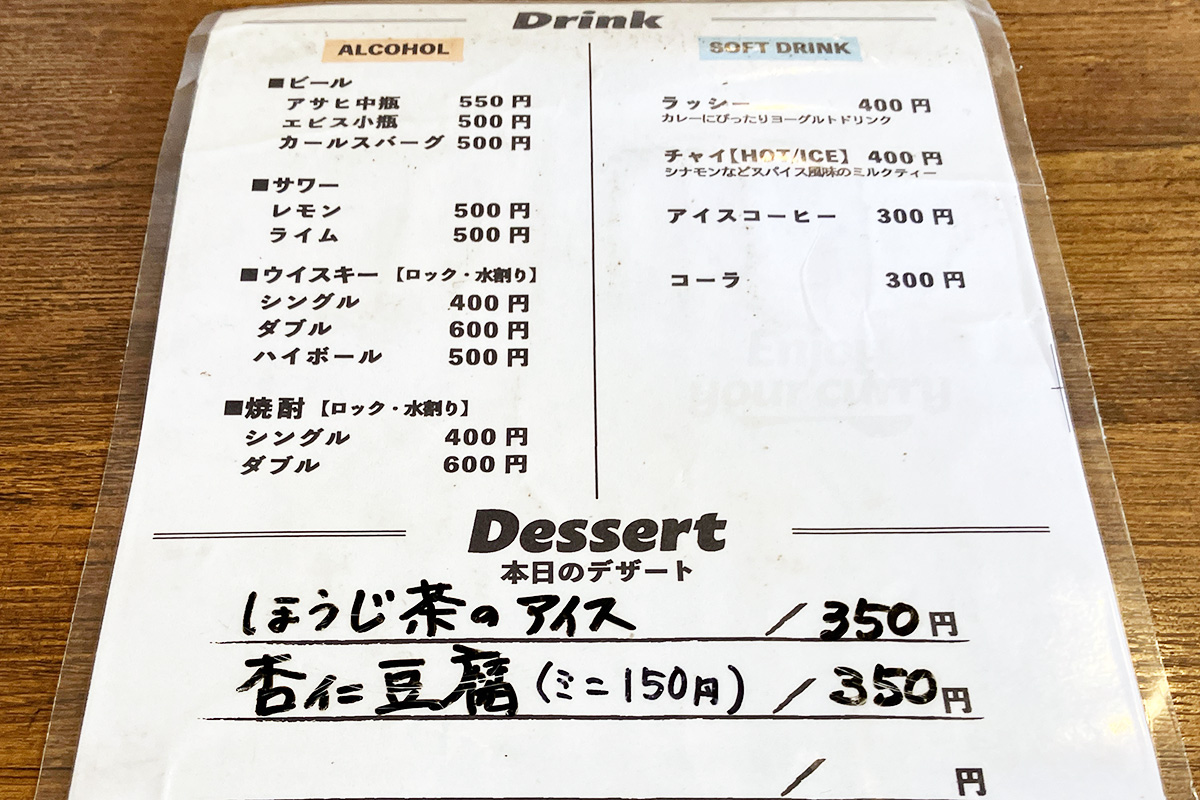 Drink
ALCOHOL
■ビール
アサヒ中瓶 550円
エビス小瓶 500円
カールスバーグ 500円
■サワー
レモン 500円
ライム 500円
■ウイスキー【ロック・水割り】
シングル 400円
ダブル 600円
ハイボール 500円
■焼酎【ロック・水割り】
シングル 400円
ダブル 600円
SOFT DRINK
ラッシー 400円
カレーにぴったりヨーグルトドリンク
チャイ【HOT/ICE】 400円
シナモンなどスパイス風味のミルクティー
アイスコーヒー 300円
コーラ 300円
Enjoy
your curry
Dessert
本日のデザート
ほうじ茶のアイス / 350円
杏仁豆腐(ミニ150円) / 350円
/ 円